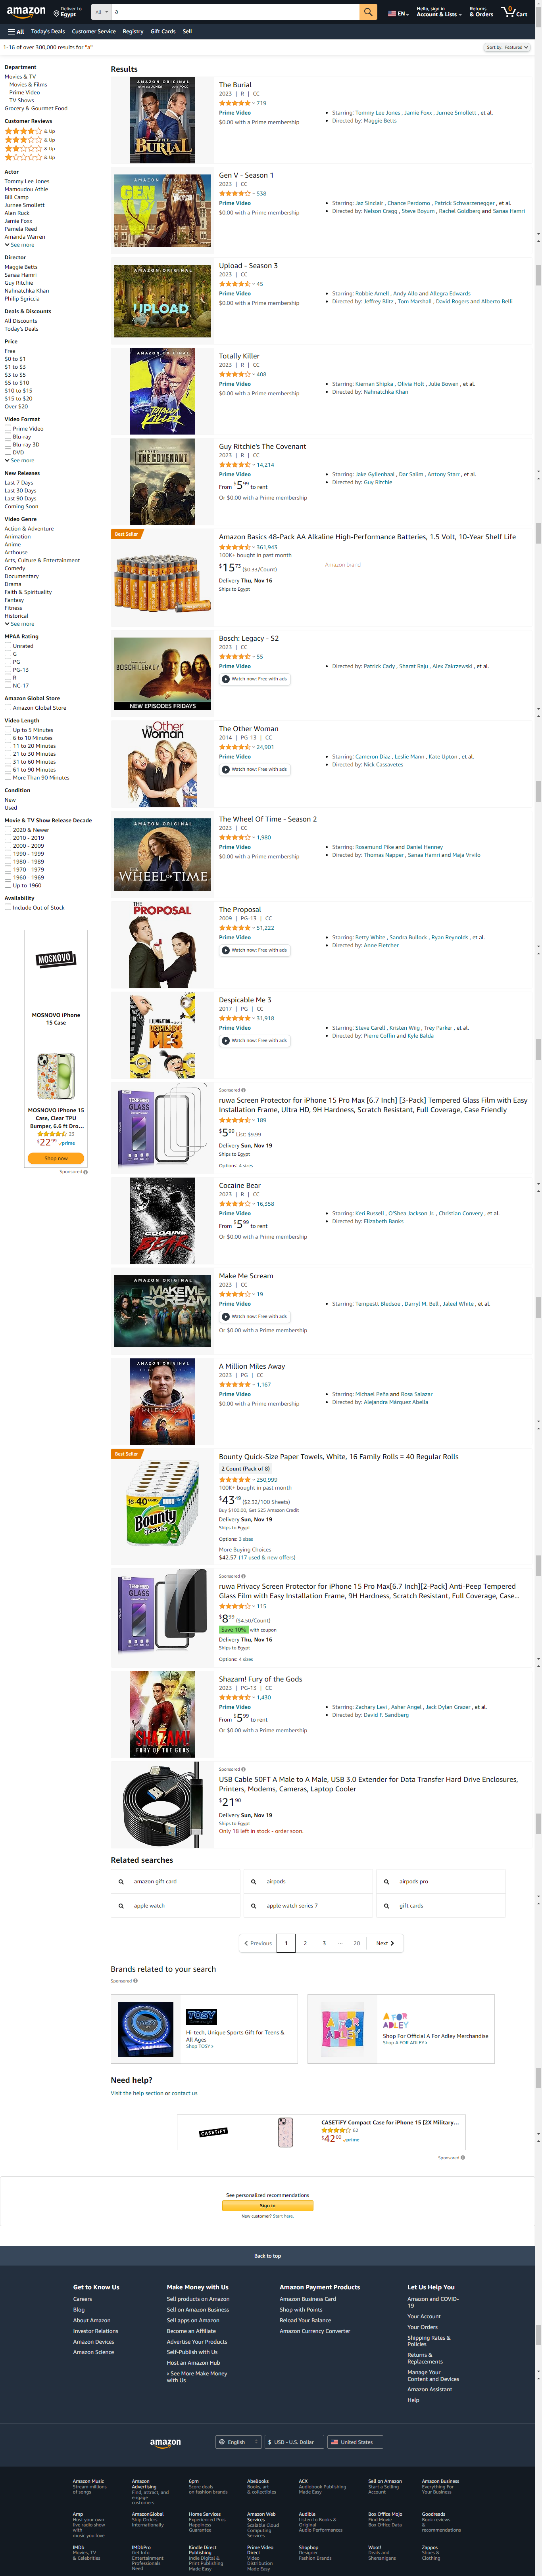 amazon
Deliver to
Egypt
All
a
EN
Hello, sign in
Account & Lists
Returns
& Orders
0
Cart
All
Today's Deals
Customer Service
Registry
Gift Cards
Sell
1-16 of over 300,000 results for "a"
Sort by: Featured
Department
Movies & TV
Movies & Films
Prime Video
TV Shows
Grocery & Gourmet Food
Customer Reviews
& Up
& Up
& Up
& Up
Actor
Tommy Lee Jones
Mamoudou Athie
Bill Camp
Jurnee Smollett
Alan Ruck
Jamie Foxx
Pamela Reed
Amanda Warren
See more
Director
Maggie Betts
Sanaa Hamri
Guy Ritchie
Nahnatchka Khan
Philip Sgriccia
Deals & Discounts
All Discounts
Today's Deals
Price
Free
$0 to $1
$1 to $3
$3 to $5
$5 to $10
$10 to $15
$15 to $20
Over $20
Video Format
Prime Video
Blu-ray
Blu-ray 3D
DVD
See more
New Releases
Last 7 Days
Last 30 Days
Last 90 Days
Coming Soon
Video Genre
Action & Adventure
Animation
Anime
Arthouse
Arts, Culture & Entertainment
Comedy
Documentary
Drama
Faith & Spirituality
Fantasy
Fitness
Historical
See more
MPAA Rating
Unrated
G
PG
PG-13
R
NC-17
Amazon Global Store
Amazon Global Store
Video Length
Up to 5 Minutes
6 to 10 Minutes
11 to 20 Minutes
21 to 30 Minutes
31 to 60 Minutes
61 to 90 Minutes
More Than 90 Minutes
Condition
New
Used
Movie & TV Show Release Decade
2020 & Newer
2010 - 2019
2000 - 2009
1990 - 1999
1980 - 1989
1970 - 1979
1960 - 1969
Up to 1960
Availability
Include Out of Stock
MOSNOVO
MOSNOVO iPhone
15 Case
MOSNOVO iPhone 15
Case, Clear TPU
Bumper, 6.6 ft Dro...
23
$22.99 prime
Shop now
Sponsored
Results
THE BURIAL
The Burial
2023 | R | CC
719
Prime Video
$0.00 with a Prime membership
Starring: Tommy Lee Jones , Jamie Foxx , Jurnee Smollett , et al.
Directed by: Maggie Betts
GEN V
Gen V - Season 1
2023 | CC
538
Prime Video
$0.00 with a Prime membership
Starring: Jaz Sinclair , Chance Perdomo , Patrick Schwarzenegger , et al.
Directed by: Nelson Cragg , Steve Boyum , Rachel Goldberg and Sanaa Hamri
AMAZON ORIGINAL
UPLOAD
Upload - Season 3
2023 | CC
45
Prime Video
$0.00 with a Prime membership
Starring: Robbie Amell , Andy Allo and Allegra Edwards
Directed by: Jeffrey Blitz , Tom Marshall , David Rogers and Alberto Belli
TOTALLY KILLER
Totally Killer
2023 | R | CC
408
Prime Video
$0.00 with a Prime membership
Starring: Kiernan Shipka , Olivia Holt , Julie Bowen , et al.
Directed by: Nahnatchka Khan
THE COVENANT
Guy Ritchie's The Covenant
2023 | R | CC
14,214
Prime Video
From $5.99 to rent
Or $0.00 with a Prime membership
Starring: Jake Gyllenhaal , Dar Salim , Antony Starr , et al.
Directed by: Guy Ritchie
Best Seller
Amazon Basics 48-Pack AA Alkaline High-Performance Batteries, 1.5 Volt, 10-Year Shelf Life
561,943
100K+ bought in past month
$15.73 ($0.33/Count)
Delivery Thu, Nov 16
Ships to Egypt
Amazon brand
BOSCH LEGACY
NEW EPISODES FRIDAYS
Bosch: Legacy - S2
2023 | CC
55
Prime Video
Watch now: Free with ads
Directed by: Patrick Cady , Sharat Raju , Alex Zakrzewski , et al.
the Other Woman
The Other Woman
2014 | PG-13 | CC
24,901
Prime Video
Watch now: Free with ads
Starring: Cameron Diaz , Leslie Mann , Kate Upton , et al.
Directed by: Nick Cassavetes
THE WHEEL OF TIME
The Wheel Of Time - Season 2
2023 | CC
1,980
Prime Video
$0.00 with a Prime membership
Starring: Rosamund Pike and Daniel Henney
Directed by: Thomas Napper , Sanaa Hamri and Maja Vrvilo
THE PROPOSAL
The Proposal
2009 | PG-13 | CC
51,222
Prime Video
Watch now: Free with ads
Starring: Betty White , Sandra Bullock , Ryan Reynolds , et al.
Directed by: Anne Fletcher
DESPICABLE ME 3
Despicable Me 3
2017 | PG | CC
31,918
Prime Video
Watch now: Free with ads
Starring: Steve Carell , Kristen Wiig , Trey Parker , et al.
Directed by: Pierre Coffin and Kyle Balda
TEMPERED GLASS
Sponsored
ruwa Screen Protector for iPhone 15 Pro Max [6.7 Inch] [3-Pack] Tempered Glass Film with Easy
Installation Frame, Ultra HD, 9H Hardness, Scratch Resistant, Full Coverage, Case Friendly
189
$5.99 List: $9.99
Delivery Sun, Nov 19
Ships to Egypt
Options: 4 sizes
COCAINE BEAR
Cocaine Bear
2023 | R | CC
16,358
Prime Video
From $5.99 to rent
Or $0.00 with a Prime membership
Starring: Keri Russell , O'Shea Jackson Jr. , Christian Convery , et al.
Directed by: Elizabeth Banks
MAKE ME SCREAM
Make Me Scream
2023 | CC
19
Prime Video
Watch now: Free with ads
Or $0.00 with a Prime membership
Starring: Tempestt Bledsoe , Darryl M. Bell , Jaleel White , et al.
A Million Miles Away
2023 | PG | CC
1,167
Prime Video
$0.00 with a Prime membership
Starring: Michael Peña and Rosa Salazar
Directed by: Alejandra Márquez Abella
Best Seller
16=40
Bounty
Bounty Quick-Size Paper Towels, White, 16 Family Rolls = 40 Regular Rolls
2 Count (Pack of 8)
250,999
100K+ bought in past month
$43.49 ($2.32/100 Sheets)
Buy $100.00, Get $25 Amazon Credit
Delivery Sun, Nov 19
Ships to Egypt
Options: 3 sizes
More Buying Choices
$42.57 (17 used & new offers)
TEMPERED GLASS
Sponsored
ruwa Privacy Screen Protector for iPhone 15 Pro Max[6.7 Inch][2-Pack] Anti-Peep Tempered
Glass Film with Easy Installation Frame, 9H Hardness, Scratch Resistant, Full Coverage, Case...
115
$8.99 ($4.50/Count)
Save 10% with coupon
Delivery Thu, Nov 16
Ships to Egypt
Options: 4 sizes
SHAZAM!
FURY OF THE GODS
Shazam! Fury of the Gods
2023 | PG-13 | CC
1,430
Prime Video
From $5.99 to rent
Or $0.00 with a Prime membership
Starring: Zachary Levi , Asher Angel , Jack Dylan Grazer , et al.
Directed by: David F. Sandberg
Sponsored
USB Cable 50FT A Male to A Male, USB 3.0 Extender for Data Transfer Hard Drive Enclosures,
Printers, Modems, Cameras, Laptop Cooler
$21.90
Delivery Sun, Nov 19
Ships to Egypt
Only 18 left in stock - order soon.
Related searches
amazon gift card
airpods
airpods pro
apple watch
apple watch series 7
gift cards
Previous
1
2
3
...
20
Next
Brands related to your search
Sponsored
TOSY
Hi-tech, Unique Sports Gift for Teens &
All Ages
Shop TOSY ›
A FOR ADLEY
A FOR
ADLEY
Shop For Official A For Adley Merchandise
Shop A FOR ADLEY ›
Need help?
Visit the help section or contact us
CASETiFY
CASETiFY Compact Case for iPhone 15 [2X Military...
62
$42.00 prime
Sponsored
See personalized recommendations
Sign in
New customer? Start here.
Back to top
Get to Know Us
Careers
Blog
About Amazon
Investor Relations
Amazon Devices
Amazon Science
Make Money with Us
Sell products on Amazon
Sell on Amazon Business
Sell apps on Amazon
Become an Affiliate
Advertise Your Products
Self-Publish with Us
Host an Amazon Hub
› See More Make Money
with Us
Amazon Payment Products
Amazon Business Card
Shop with Points
Reload Your Balance
Amazon Currency Converter
Let Us Help You
Amazon and COVID-
19
Your Account
Your Orders
Shipping Rates &
Policies
Returns &
Replacements
Manage Your
Content and Devices
Amazon Assistant
Help
amazon
English
$ USD - U.S. Dollar
United States
Amazon Music
Stream millions
of songs
Amazon
Advertising
Find, attract, and
engage
customers
6pm
Score deals
on fashion brands
AbeBooks
Books, art
& collectibles
ACX
Audiobook Publishing
Made Easy
Sell on Amazon
Start a Selling
Account
Amazon Business
Everything For
Your Business
Amp
Host your own
live radio show
with
music you love
AmazonGlobal
Ship Orders
Internationally
Home Services
Experienced Pros
Happiness
Guarantee
Amazon Web
Services
Scalable Cloud
Computing
Services
Audible
Listen to Books &
Original
Audio Performances
Box Office Mojo
Find Movie
Box Office Data
Goodreads
Book reviews
&
recommendations
IMDb
Movies, TV
& Celebrities
IMDbPro
Get Info
Entertainment
Professionals
Need
Kindle Direct
Publishing
Indie Digital &
Print Publishing
Made Easy
Prime Video
Direct
Video
Distribution
Made Easy
Shopbop
Designer
Fashion Brands
Woot!
Deals and
Shenanigans
Zappos
Shoes &
Clothing